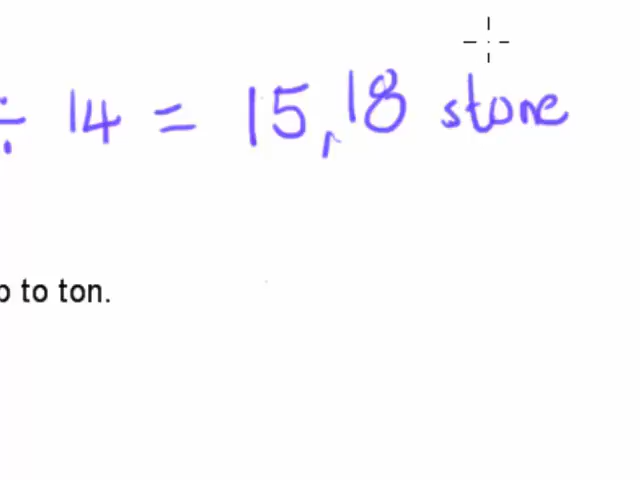 ÷ 14 = 15,18 stone
to ton.